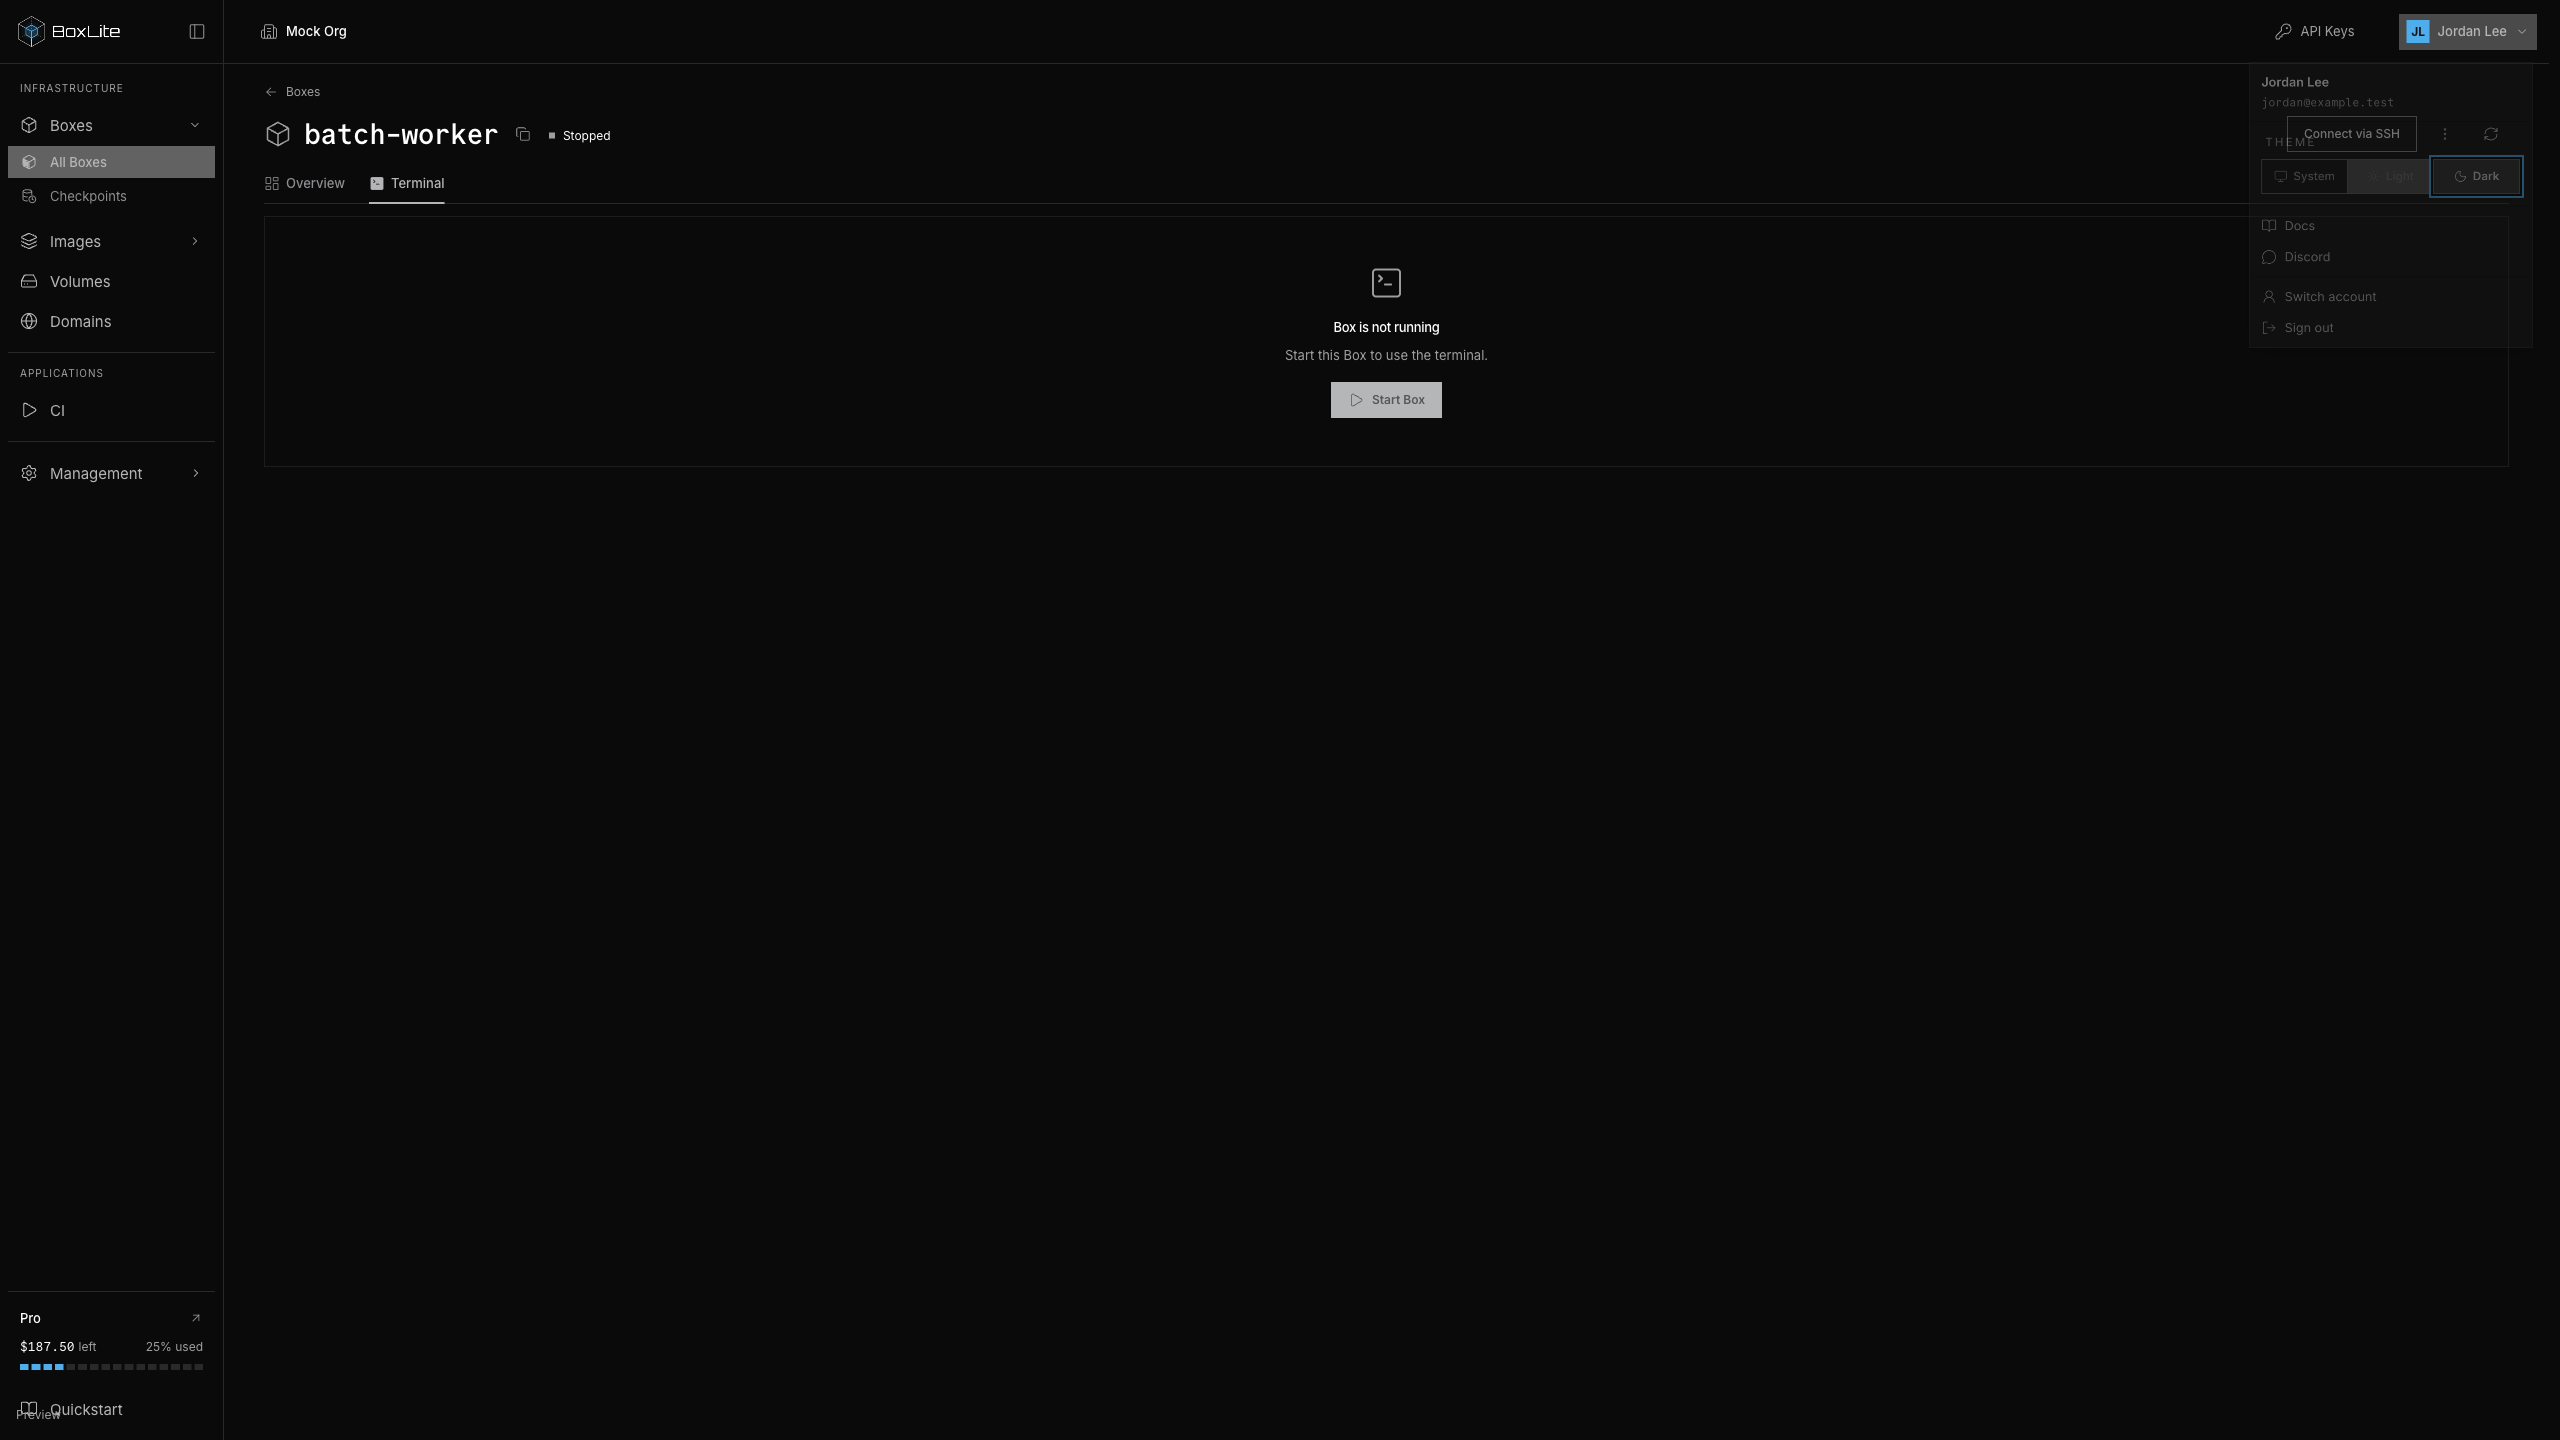 BoxLite
Mock Org
API Keys
JL
Jordan Lee
INFRASTRUCTURE
Boxes
All Boxes
Checkpoints
Images
Volumes
Domains
APPLICATIONS
CI
Management
Boxes
batch-worker
Stopped
Overview
Terminal
Box is not running
Start this Box to use the terminal.
Start Box
Jordan Lee
jordan@example.test
Connect via SSH
THEME
System
Light
Dark
Docs
Discord
Switch account
Sign out
Pro
$187.50 left
25% used
Quickstart
Preview